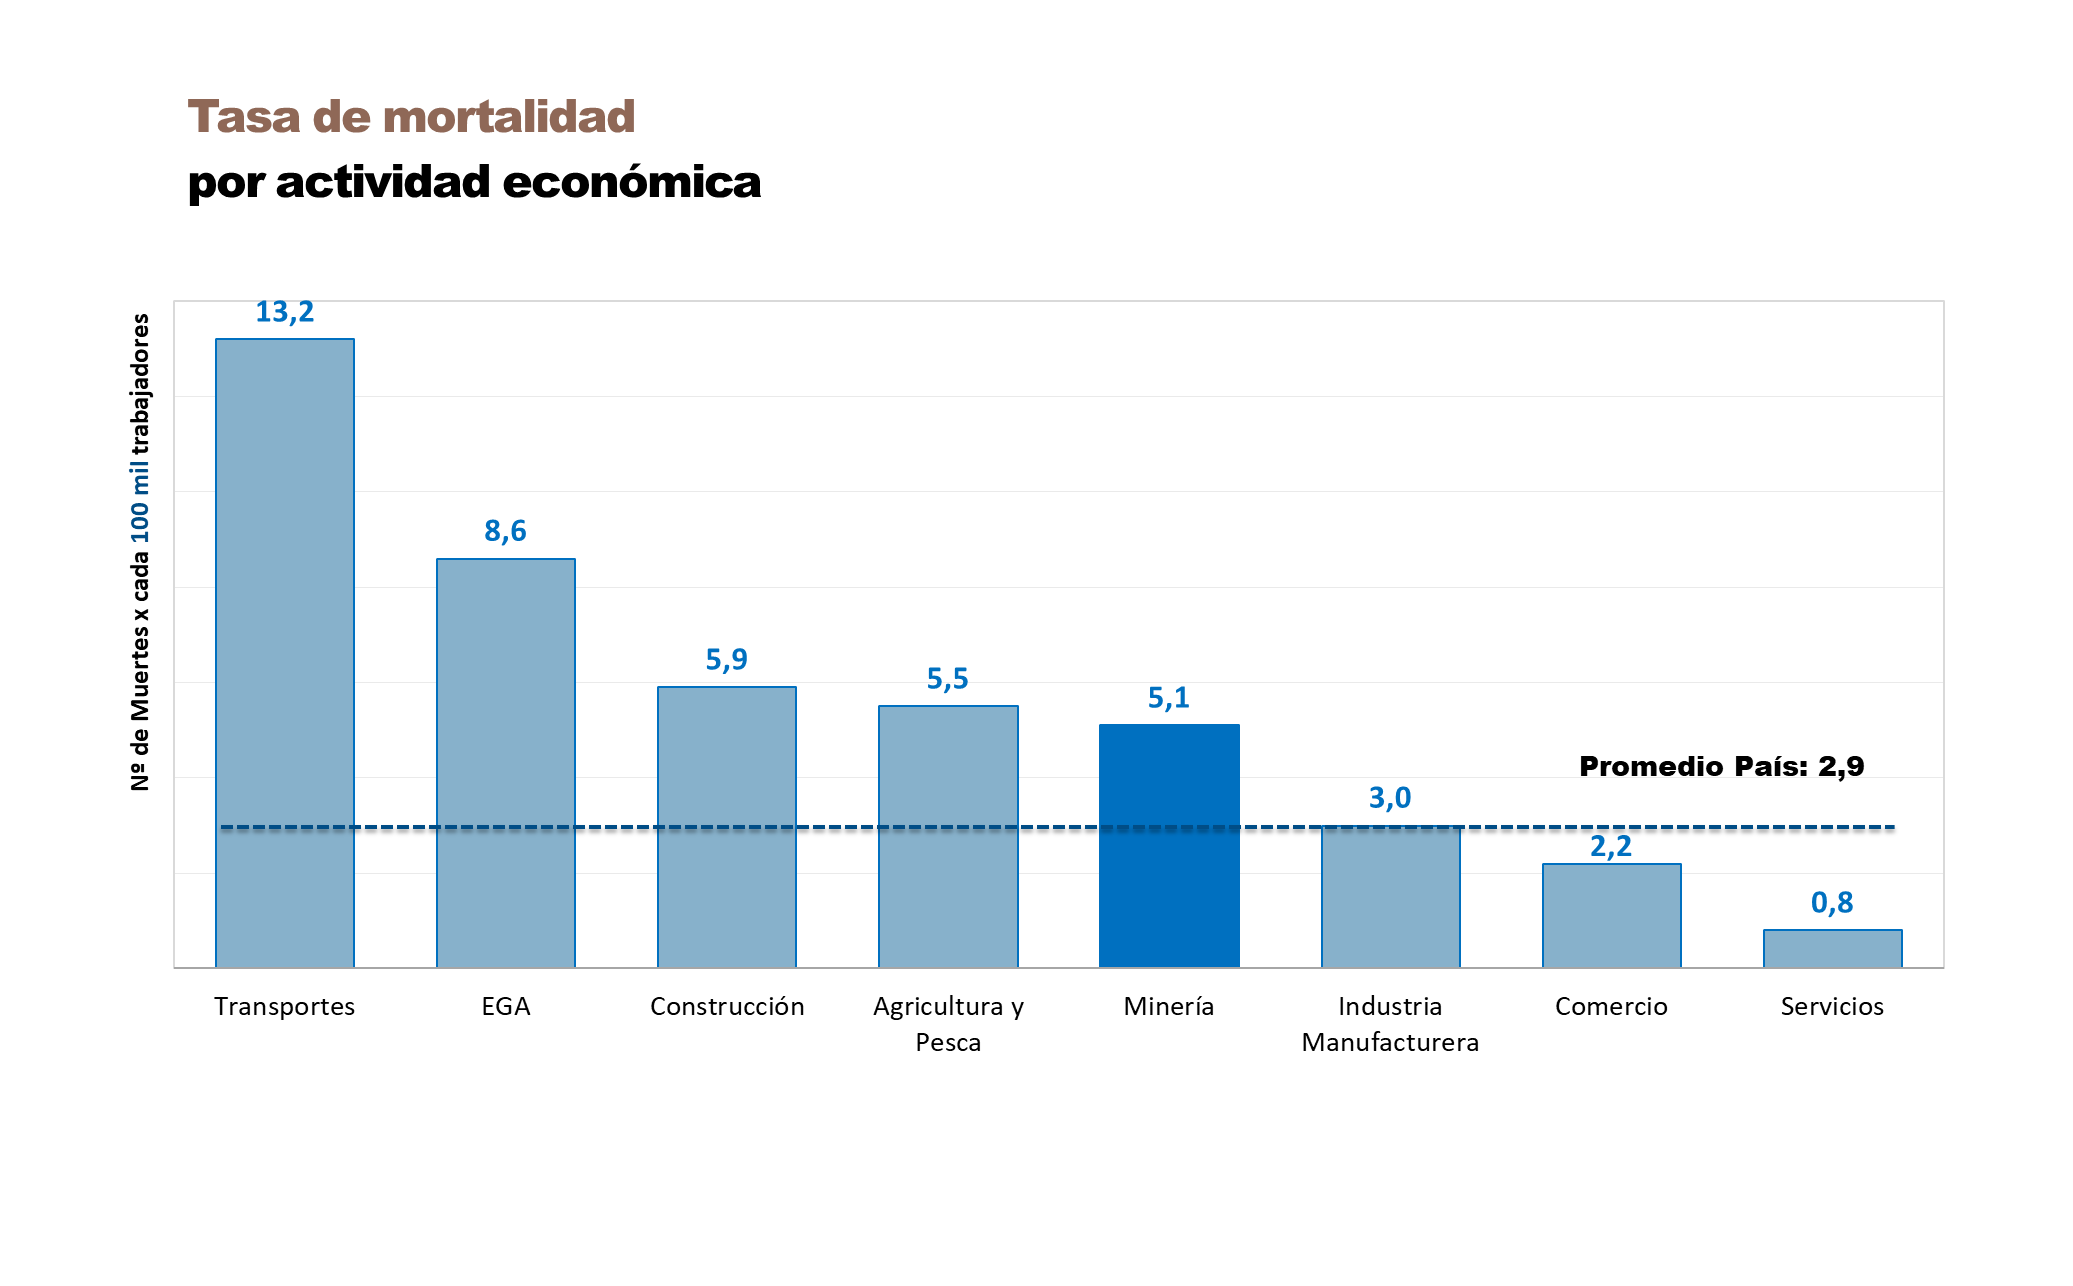 Tasa de mortalidad
por actividad económica
Nº de Muertes x cada 100 mil trabajadores
13,2
8,6
5,9
5,5
5,1
3,0
2,2
0,8
Promedio País: 2,9
Transportes
EGA
Construcción
Agricultura y
Pesca
Minería
Industria
Manufacturera
Comercio
Servicios